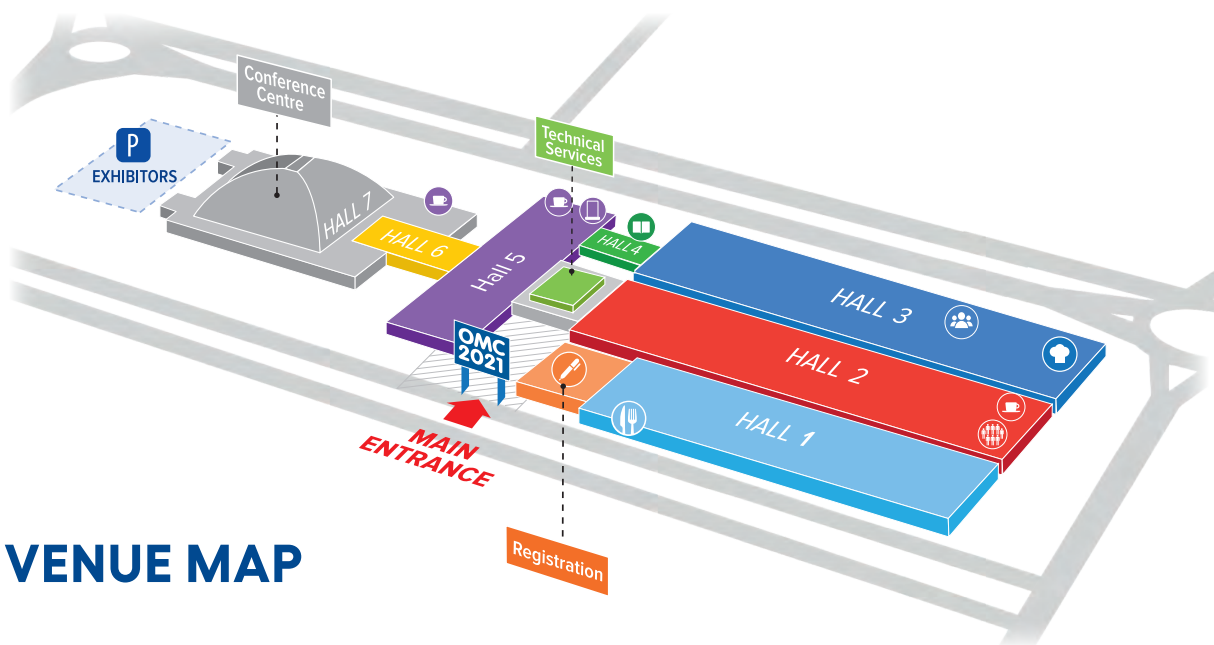 Conference
Centre
Technical
Services
P
EXHIBITORS
HALL 7
HALL 6
Hall 5
HALL 4
HALL 3
OMC
2021
HALL 2
HALL 1
MAIN
ENTRANCE
Registration
VENUE MAP